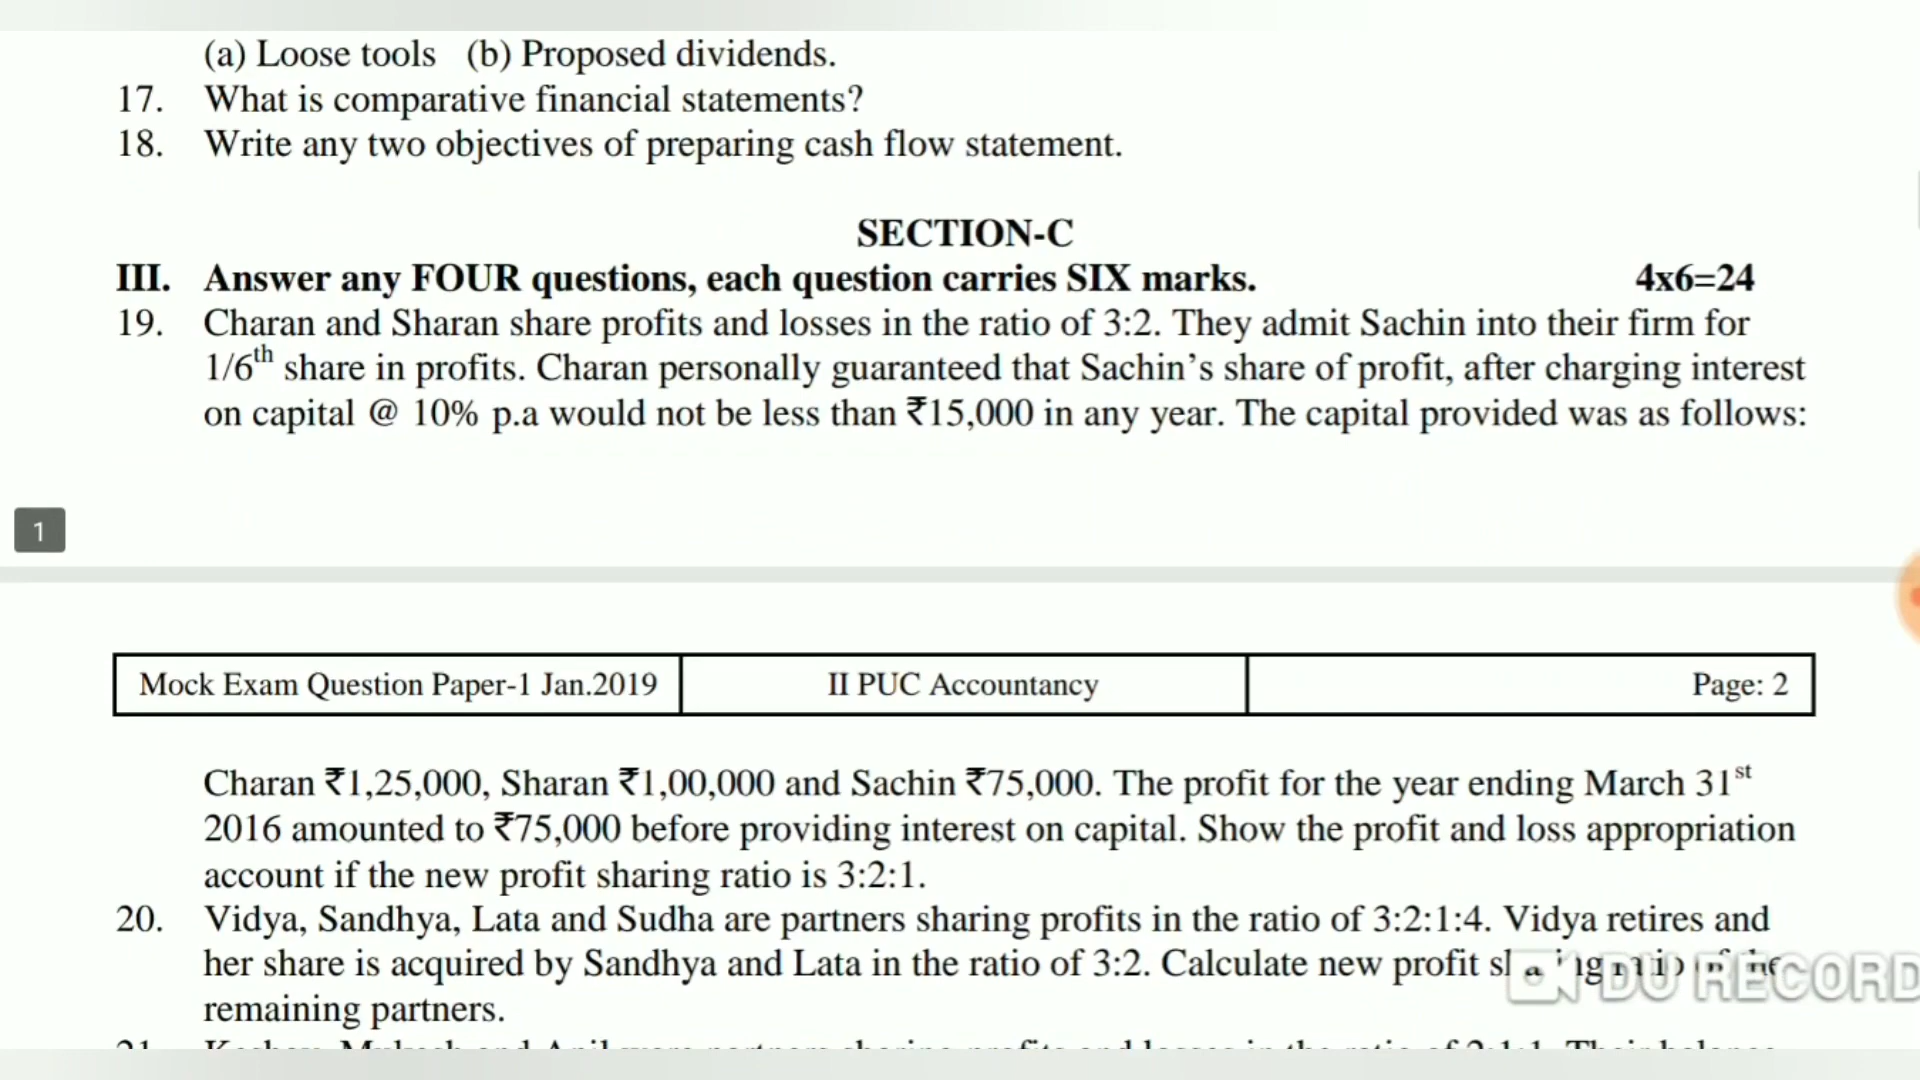 (a) Loose tools (b) Proposed dividends.
17. What is comparative financial statements?
18. Write any two objectives of preparing cash flow statement.
SECTION-C
III. Answer any FOUR questions, each question carries SIX marks. 4x6=24
19. Charan and Sharan share profits and losses in the ratio of 3:2. They admit Sachin into their firm for
1/6th share in profits. Charan personally guaranteed that Sachin’s share of profit, after charging interest
on capital @ 10% p.a would not be less than ₹15,000 in any year. The capital provided was as follows:
1
Mock Exam Question Paper-1 Jan.2019 II PUC Accountancy Page: 2
Charan ₹1,25,000, Sharan ₹1,00,000 and Sachin ₹75,000. The profit for the year ending March 31st
2016 amounted to ₹75,000 before providing interest on capital. Show the profit and loss appropriation
account if the new profit sharing ratio is 3:2:1.
20. Vidya, Sandhya, Lata and Sudha are partners sharing profits in the ratio of 3:2:1:4. Vidya retires and
her share is acquired by Sandhya and Lata in the ratio of 3:2. Calculate new profit
remaining partners.
DU RECORD